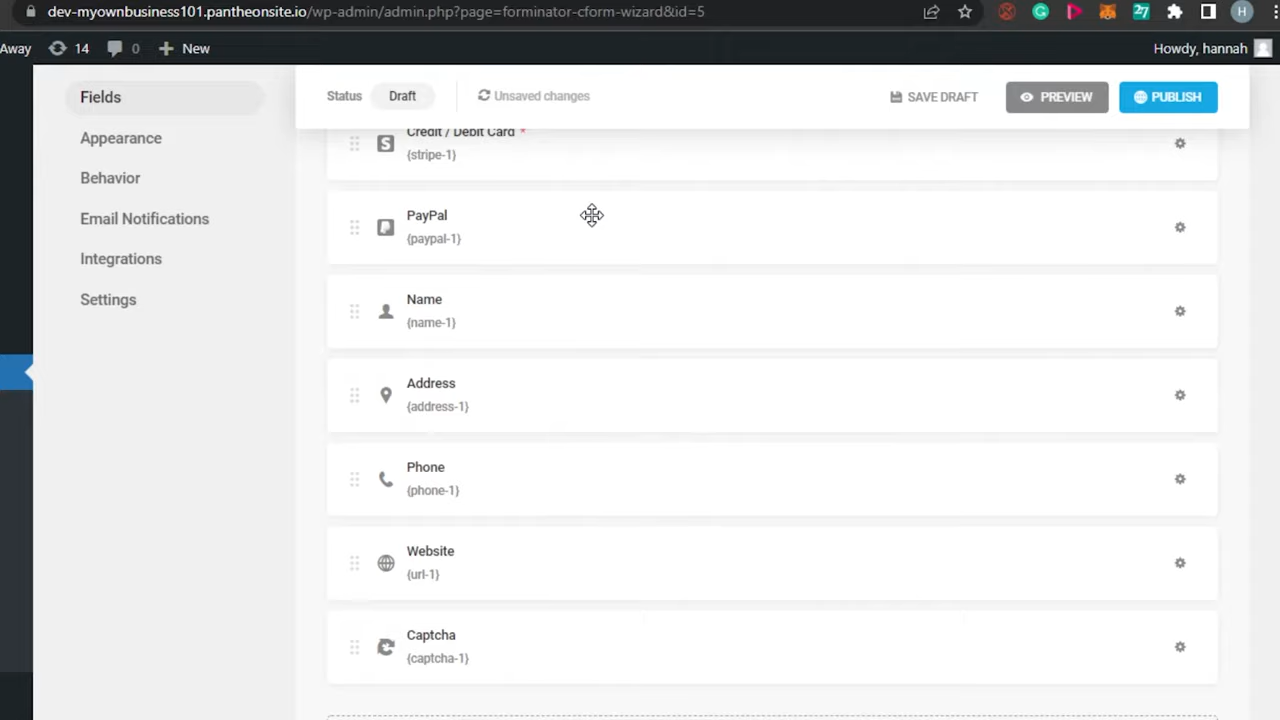 dev-myownbusiness101.pantheonsite.io/wp-admin/admin.php?page=forminator-cform-wizard&id=5
Away 14 0 New Howdy, hannah
Fields
Appearance
Behavior
Email Notifications
Integrations
Settings
Status Draft Unsaved changes SAVE DRAFT PREVIEW PUBLISH
Credit / Debit Card *
{stripe-1}
PayPal
{paypal-1}
Name
{name-1}
Address
{address-1}
Phone
{phone-1}
Website
{url-1}
Captcha
{captcha-1}